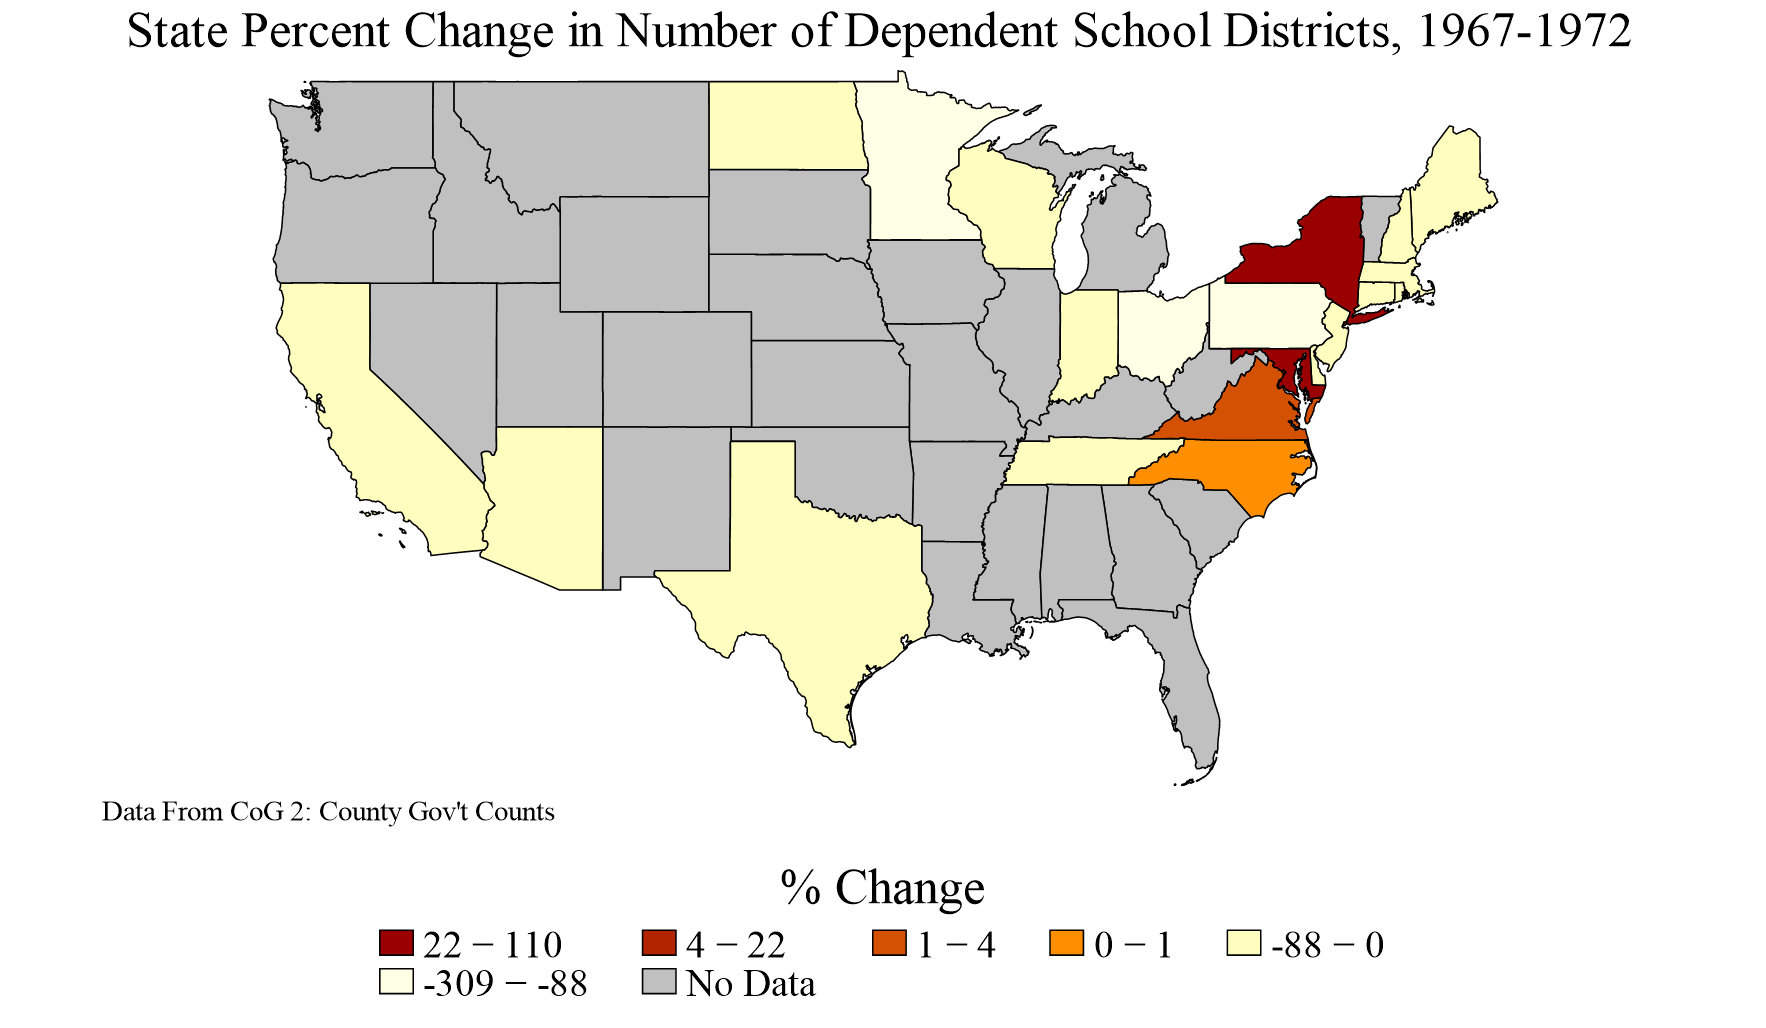 State Percent Change in Number of Dependent School Districts, 1967-1972
Data From CoG 2: County Gov't Counts
% Change
22 − 110 4 − 22 1 − 4 0 − 1 -88 − 0
-309 − -88 No Data